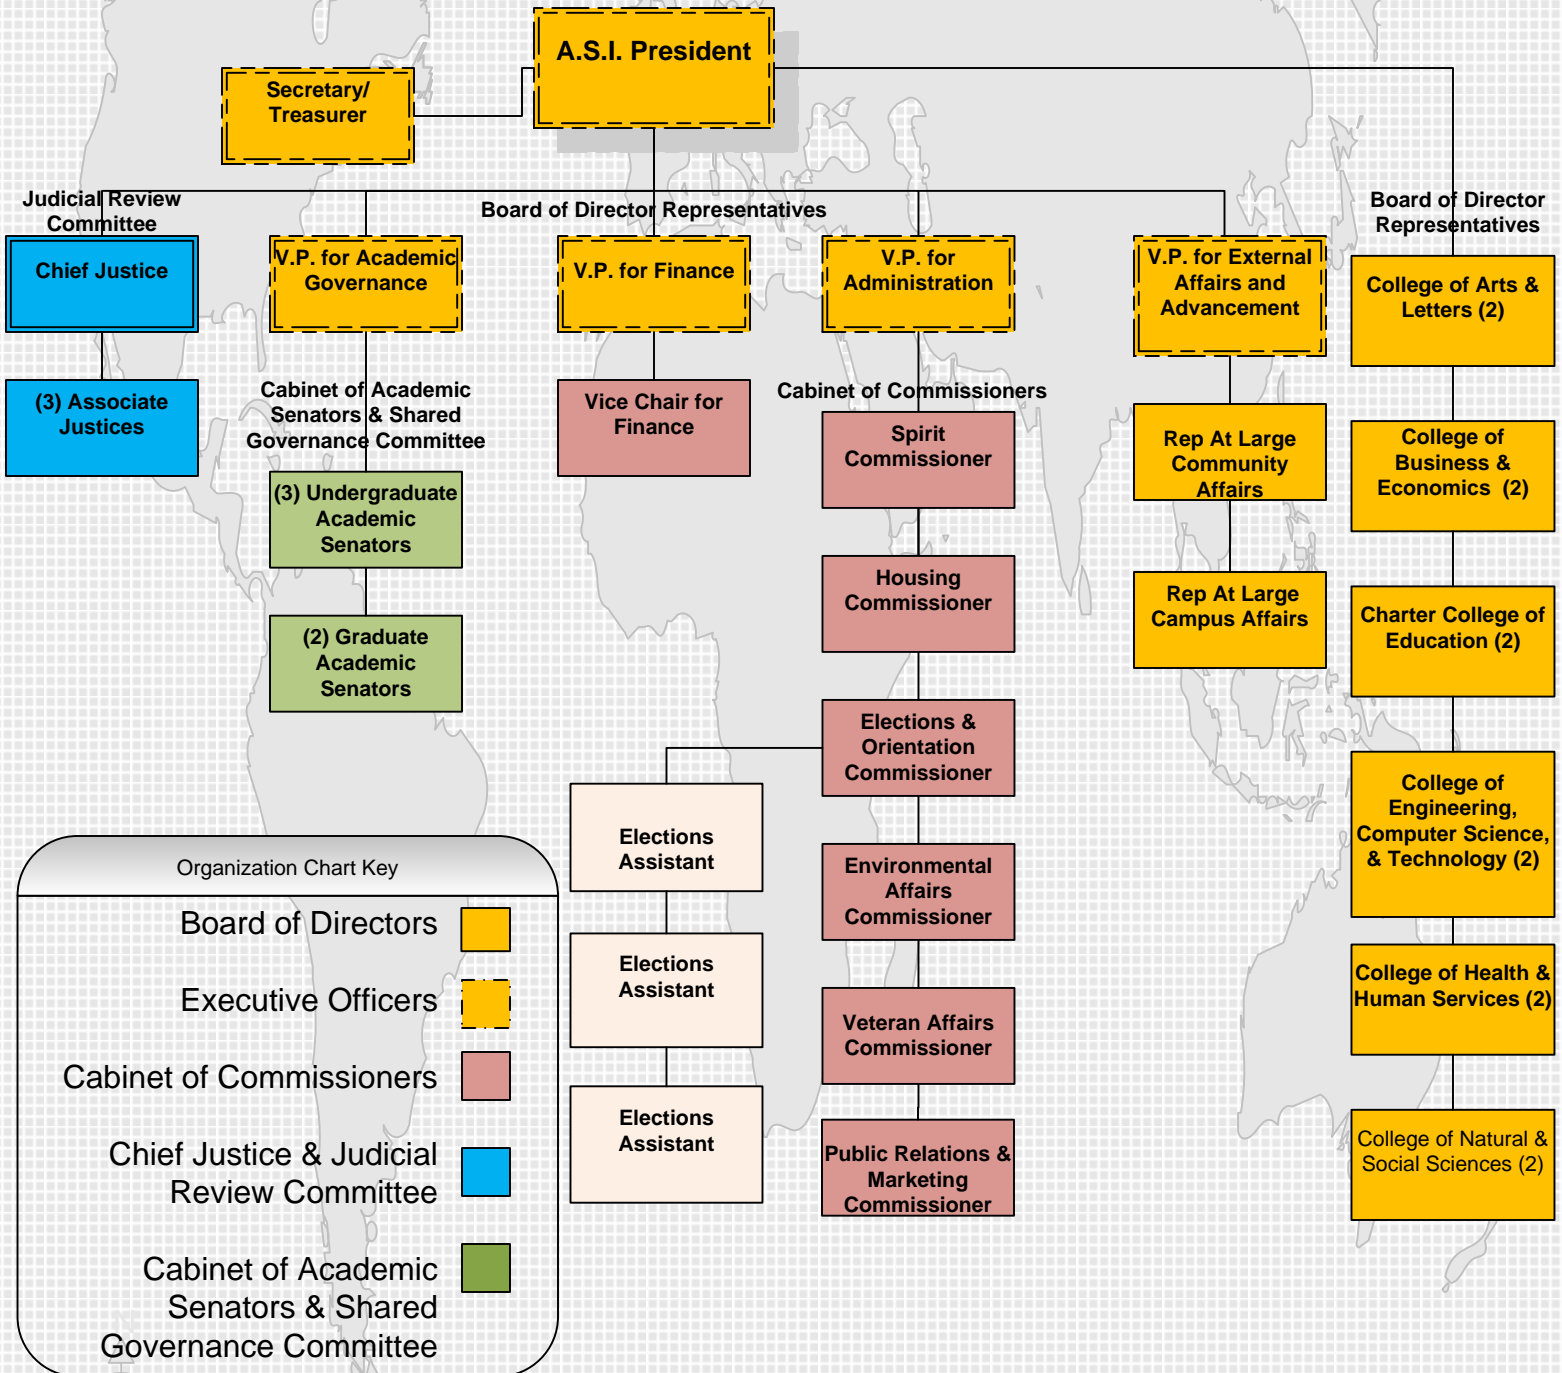 A.S.I. President
Secretary/
Treasurer
Judicial Review
Committee
Board of Director Representatives
Board of Director
Representatives
Chief Justice
V.P. for Academic
Governance
V.P. for Finance
V.P. for
Administration
V.P. for External
Affairs and
Advancement
College of Arts &
Letters (2)
(3) Associate
Justices
Cabinet of Academic
Senators & Shared
Governance Committee
Vice Chair for
Finance
Cabinet of Commissioners
Spirit
Commissioner
Rep At Large
Community
Affairs
College of
Business &
Economics (2)
(3) Undergraduate
Academic
Senators
Housing
Commissioner
Rep At Large
Campus Affairs
Charter College of
Education (2)
(2) Graduate
Academic
Senators
Elections &
Orientation
Commissioner
College of
Engineering,
Computer Science,
& Technology (2)
Elections
Assistant
Environmental
Affairs
Commissioner
Elections
Assistant
College of Health &
Human Services (2)
Veteran Affairs
Commissioner
Elections
Assistant
Public Relations &
Marketing
Commissioner
College of Natural &
Social Sciences (2)
Organization Chart Key
Board of Directors
Executive Officers
Cabinet of Commissioners
Chief Justice & Judicial
Review Committee
Cabinet of Academic
Senators & Shared
Governance Committee